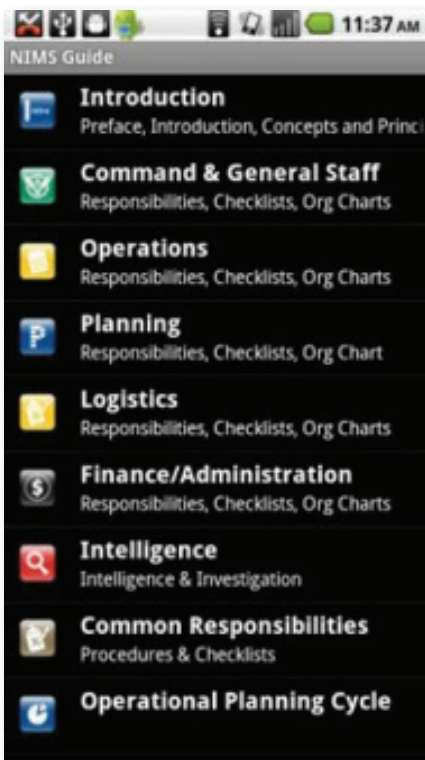 11:37 AM
NIMS Guide
Introduction
Preface, Introduction, Concepts and Princi
Command & General Staff
Responsibilities, Checklists, Org Charts
Operations
Responsibilities, Checklists, Org Charts
Planning
Responsibilities, Checklists, Org Chart
Logistics
Responsibilities, Checklists, Org Charts
Finance/Administration
Responsibilities, Checklists, Org Charts
Intelligence
Intelligence & Investigation
Common Responsibilities
Procedures & Checklists
Operational Planning Cycle